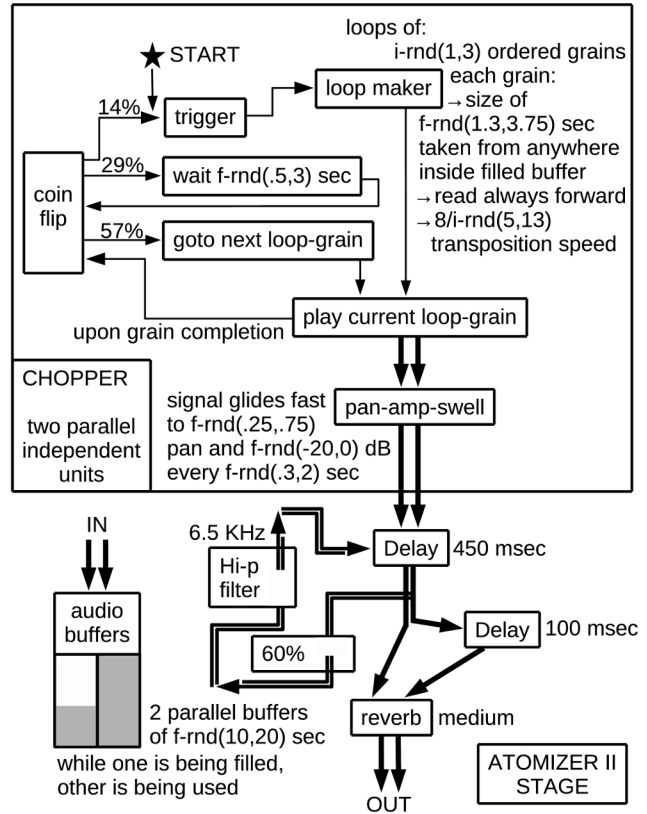 loops of:
i-rnd(1,3) ordered grains
each grain:
→size of
f-rnd(1.3,3.75) sec
taken from anywhere
inside filled buffer
→read always forward
→8/i-rnd(5,13)
transposition speed
START
14%
trigger
loop maker
coin
flip
29%
wait f-rnd(.5,3) sec
57%
goto next loop-grain
upon grain completion
play current loop-grain
CHOPPER
two parallel
independent
units
signal glides fast
to f-rnd(.25,.75)
pan and f-rnd(-20,0) dB
every f-rnd(.3,2) sec
pan-amp-swell
IN
audio
buffers
2 parallel buffers
of f-rnd(10,20) sec
while one is being filled,
other is being used
6.5 KHz
Hi-p
filter
60%
Delay
450 msec
Delay
100 msec
reverb
medium
OUT
ATOMIZER II
STAGE